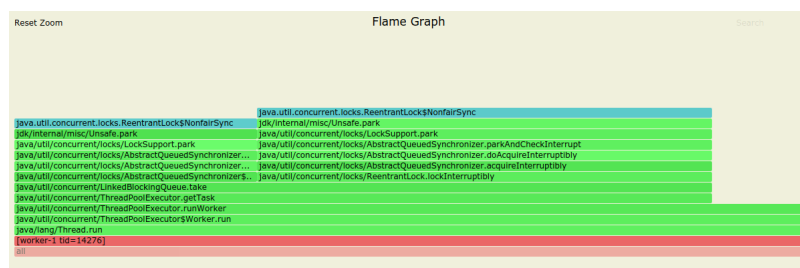 Reset Zoom
Flame Graph
Search
java.util.concurrent.locks.ReentrantLock$NonfairSync
java.util.concurrent.locks.ReentrantLock$NonfairSync
jdk/internal/misc/Unsafe.park
jdk/internal/misc/Unsafe.park
java/util/concurrent/locks/LockSupport.park
java/util/concurrent/locks/LockSupport.park
java/util/concurrent/locks/AbstractQueuedSynchronizer.parkAndCheckInterrupt
java/util/concurrent/locks/AbstractQueuedSynchronizer...
java/util/concurrent/locks/AbstractQueuedSynchronizer.doAcquireInterruptibly
java/util/concurrent/locks/AbstractQueuedSynchronizer...
java/util/concurrent/locks/AbstractQueuedSynchronizer.acquireInterruptibly
java/util/concurrent/locks/AbstractQueuedSynchronizer$..
java/util/concurrent/locks/ReentrantLock.lockInterruptibly
java/util/concurrent/LinkedBlockingQueue.take
java/util/concurrent/ThreadPoolExecutor.getTask
java/util/concurrent/ThreadPoolExecutor.runWorker
java/util/concurrent/ThreadPoolExecutor$Worker.run
java/lang/Thread.run
[worker-1 tid=14276]
all